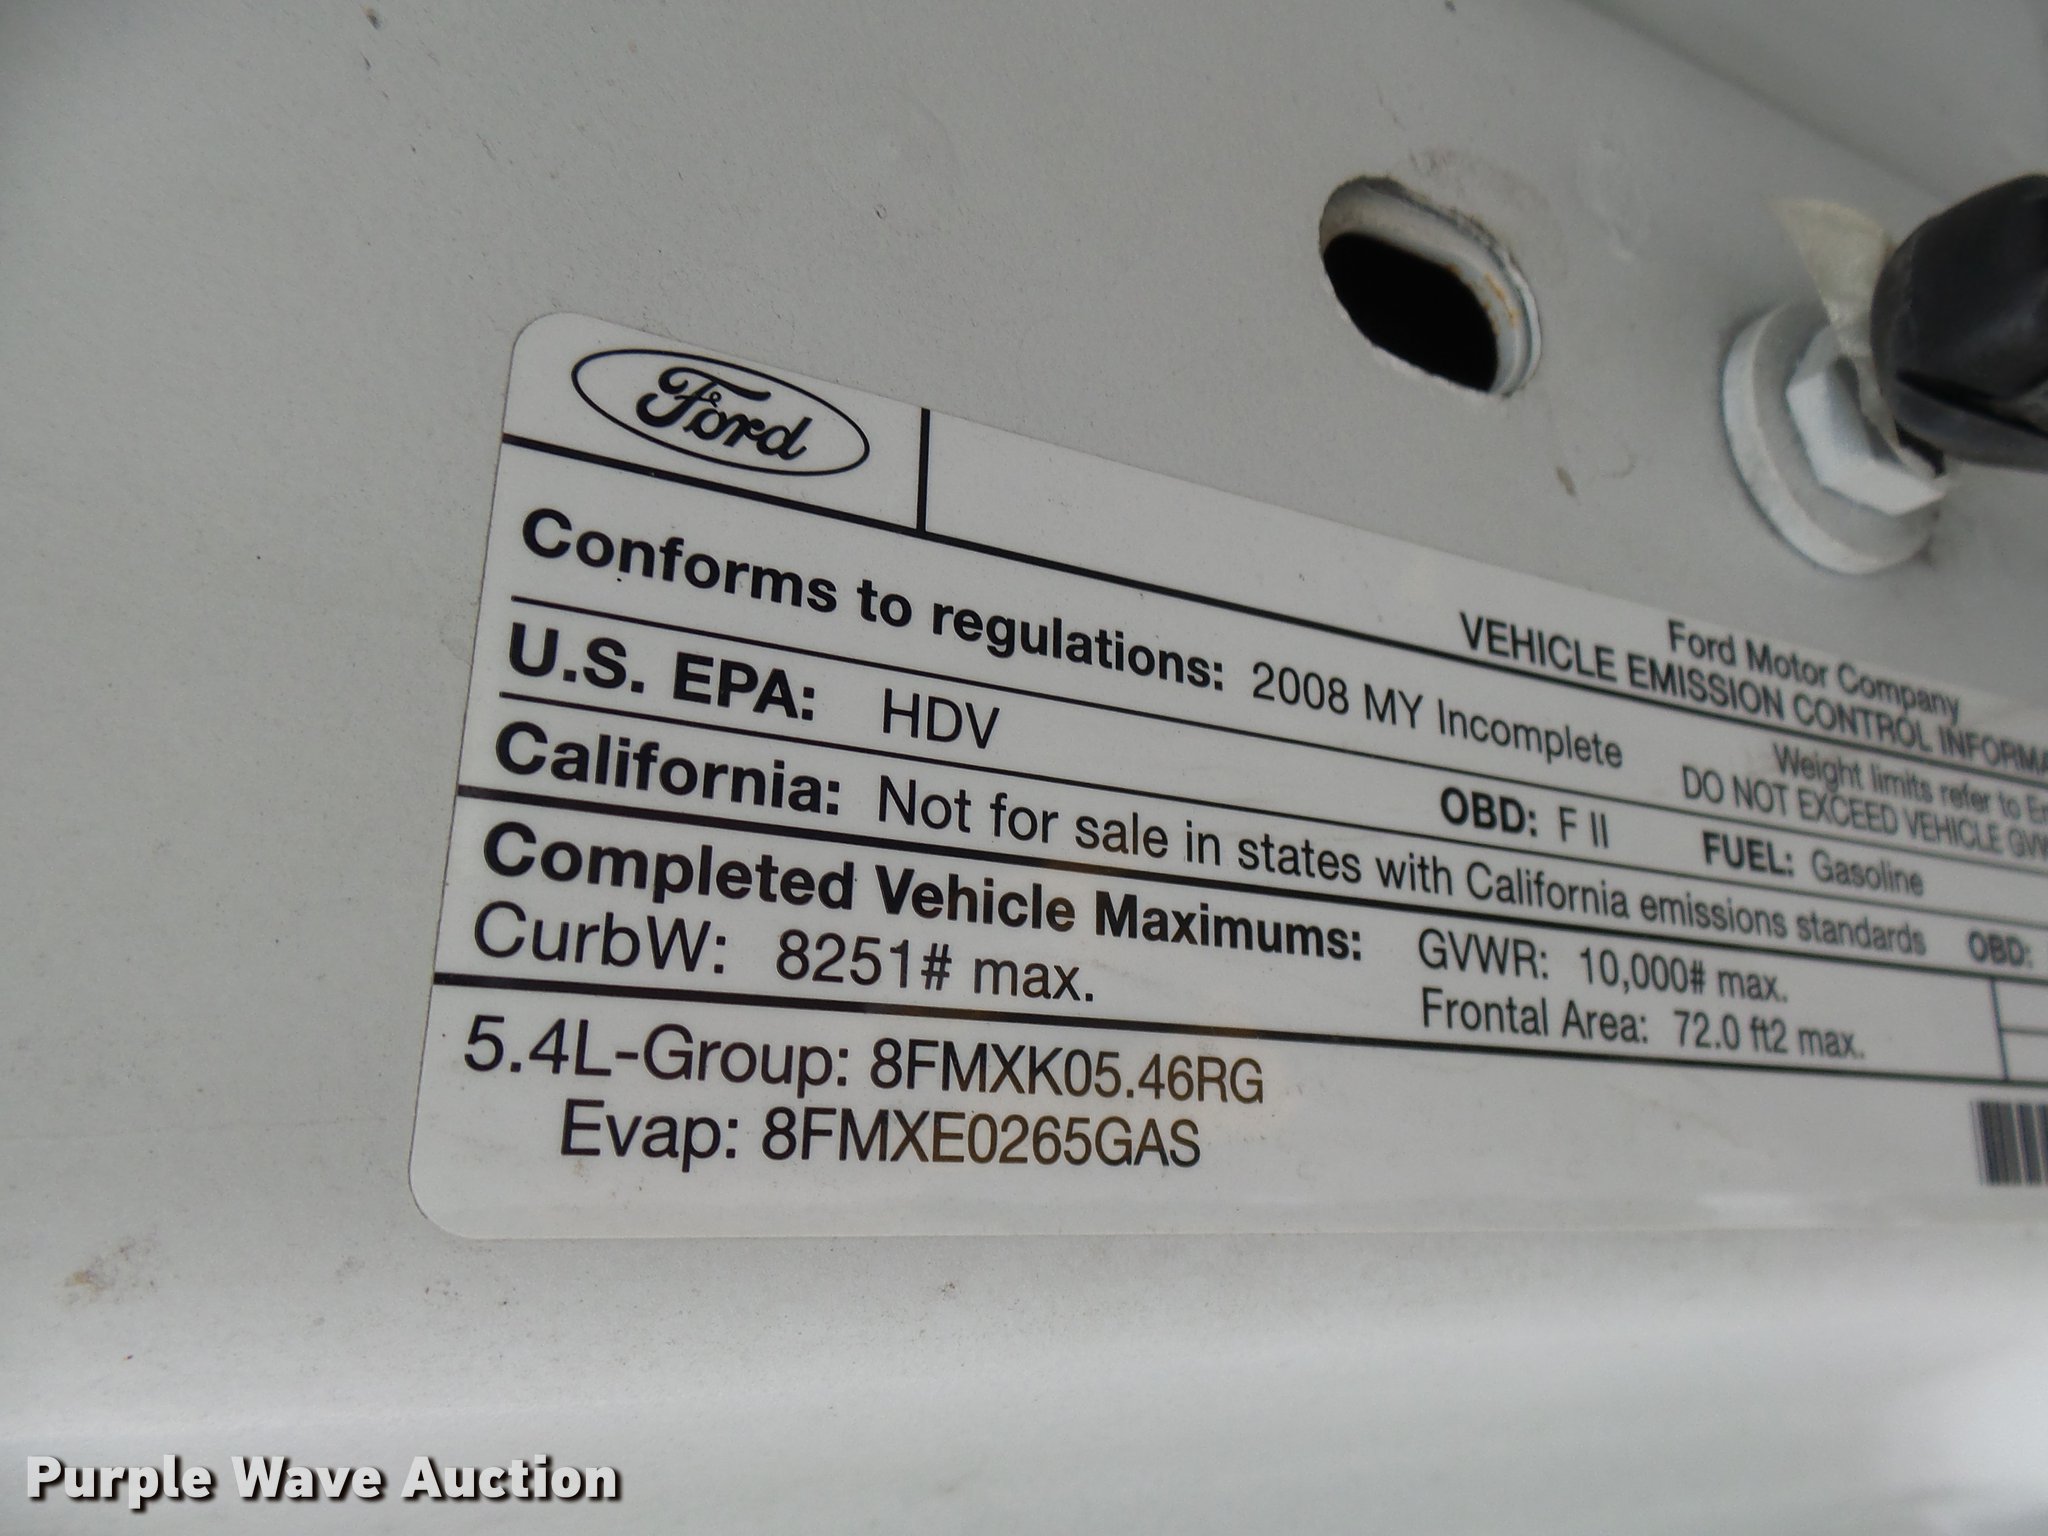 Ford
Ford Motor Company
VEHICLE EMISSION CONTROL
Conforms to regulations: 2008 MY Incomplete
Weight limits refer to
DO NOT EXCEED VEHICLE
U.S. EPA: HDV OBD: F II FUEL: Gasoline
California: Not for sale in states with California emissions standards OBD:
Completed Vehicle Maximums: GVWR: 10,000# max.
CurbW: 8251# max. Frontal Area: 72.0 ft2 max.
5.4L-Group: 8FMXK05.46RG
Evap: 8FMXE0265GAS
Purple Wave Auction